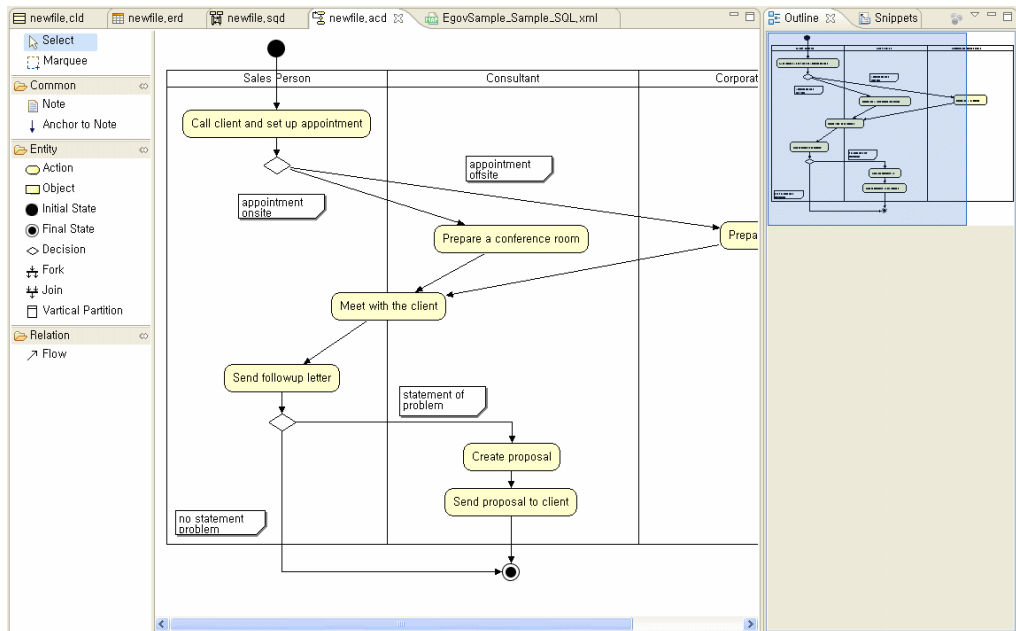 newfile.cld
newfile.erd
newfile.sqd
newfile.acd
EgovSample_Sample_SQL.xml
Outline
Snippets
Select
Marquee
Common
Note
Anchor to Note
Entity
Action
Object
Initial State
Final State
Decision
Fork
Join
Vartical Partition
Relation
Flow
Sales Person
Consultant
Corporat
Call client and set up appointment
appointment
offsite
appointment
onsite
Prepare a conference room
Prepa
Meet with the client
Send followup letter
statement of
problem
Create proposal
Send proposal to client
no statement
problem